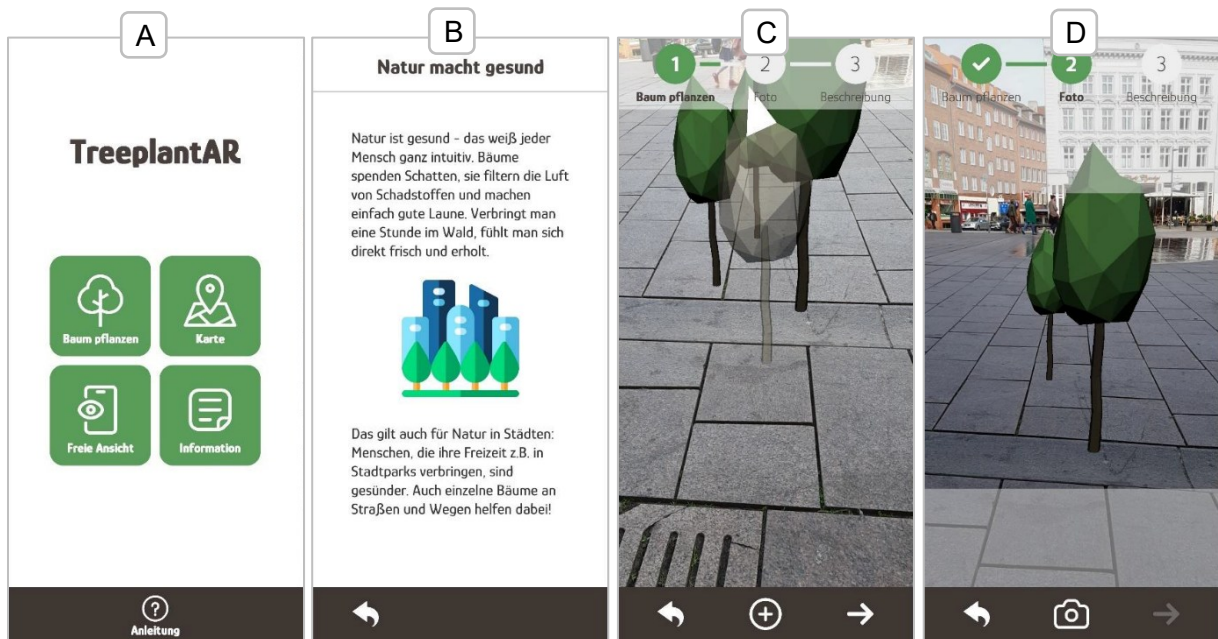 A
TreeplantAR
Baum pflanzen
Karte
Freie Ansicht
Information
?
Anleitung
B
Natur macht gesund
Natur ist gesund – das weiß jeder
Mensch ganz intuitiv. Bäume
spenden Schatten, sie filtern die Luft
von Schadstoffen und machen
einfach gute Laune. Verbringt man
eine Stunde im Wald, fühlt man sich
direkt frisch und erholt.
Das gilt auch für Natur in Städten:
Menschen, die ihre Freizeit z.B. in
Stadtparks verbringen, sind
gesünder. Auch einzelne Bäume an
Straßen und Wegen helfen dabei!
C
1 2 3
Baum pflanzen Foto Beschreibung
D
2 3
Baum pflanzen Foto Beschreibung